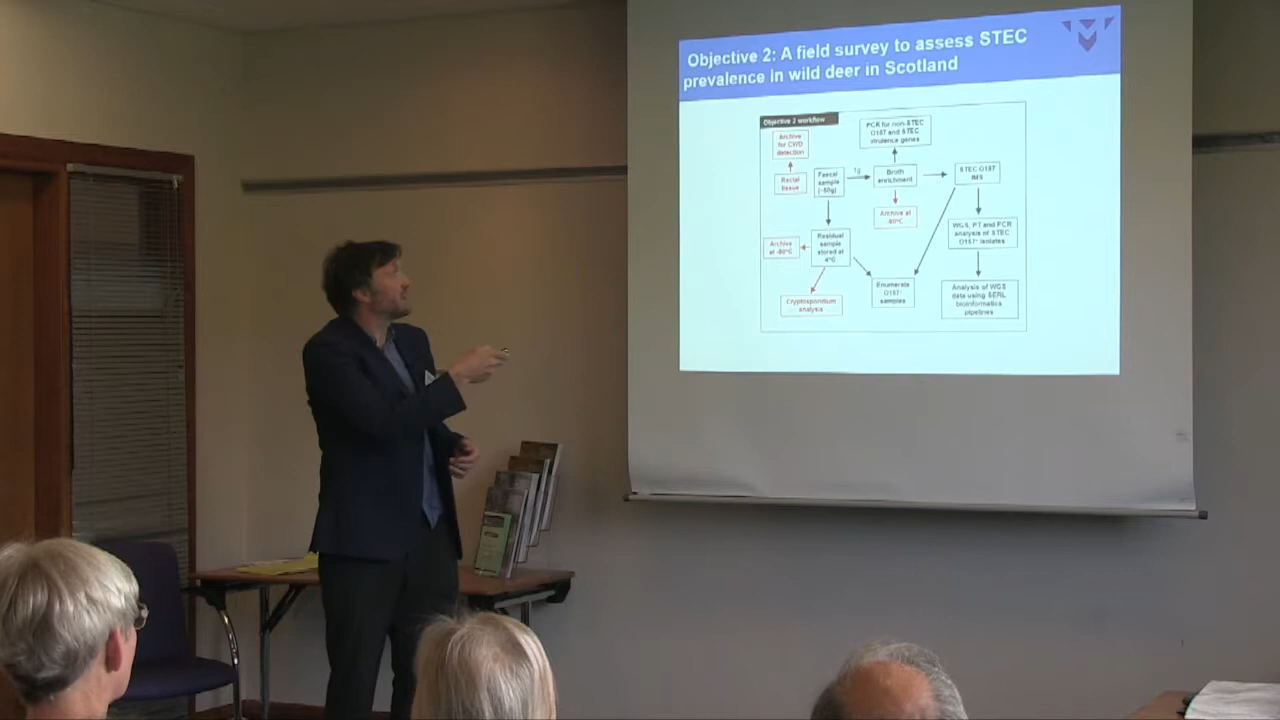 Objective 2: A field survey to assess STEC
prevalence in wild deer in Scotland
Objective 2 workflow
Archive
for CWD
detection
Rectal
tissue
Faecal
sample
(~50g)
1g
Broth
enrichment
PCR for non-STEC
O157 and STEC
virulence genes
STEC O157
IMS
Archive at
-80°C
Archive
at -80°C
Residual
sample
stored at
4°C
WGS, PT and PCR
analysis of STEC
O157⁺ isolates
Cryptosporidium
analysis
Enumerate
O157⁺
samples
Analysis of WGS
data using SERL
bioinformatics
pipelines